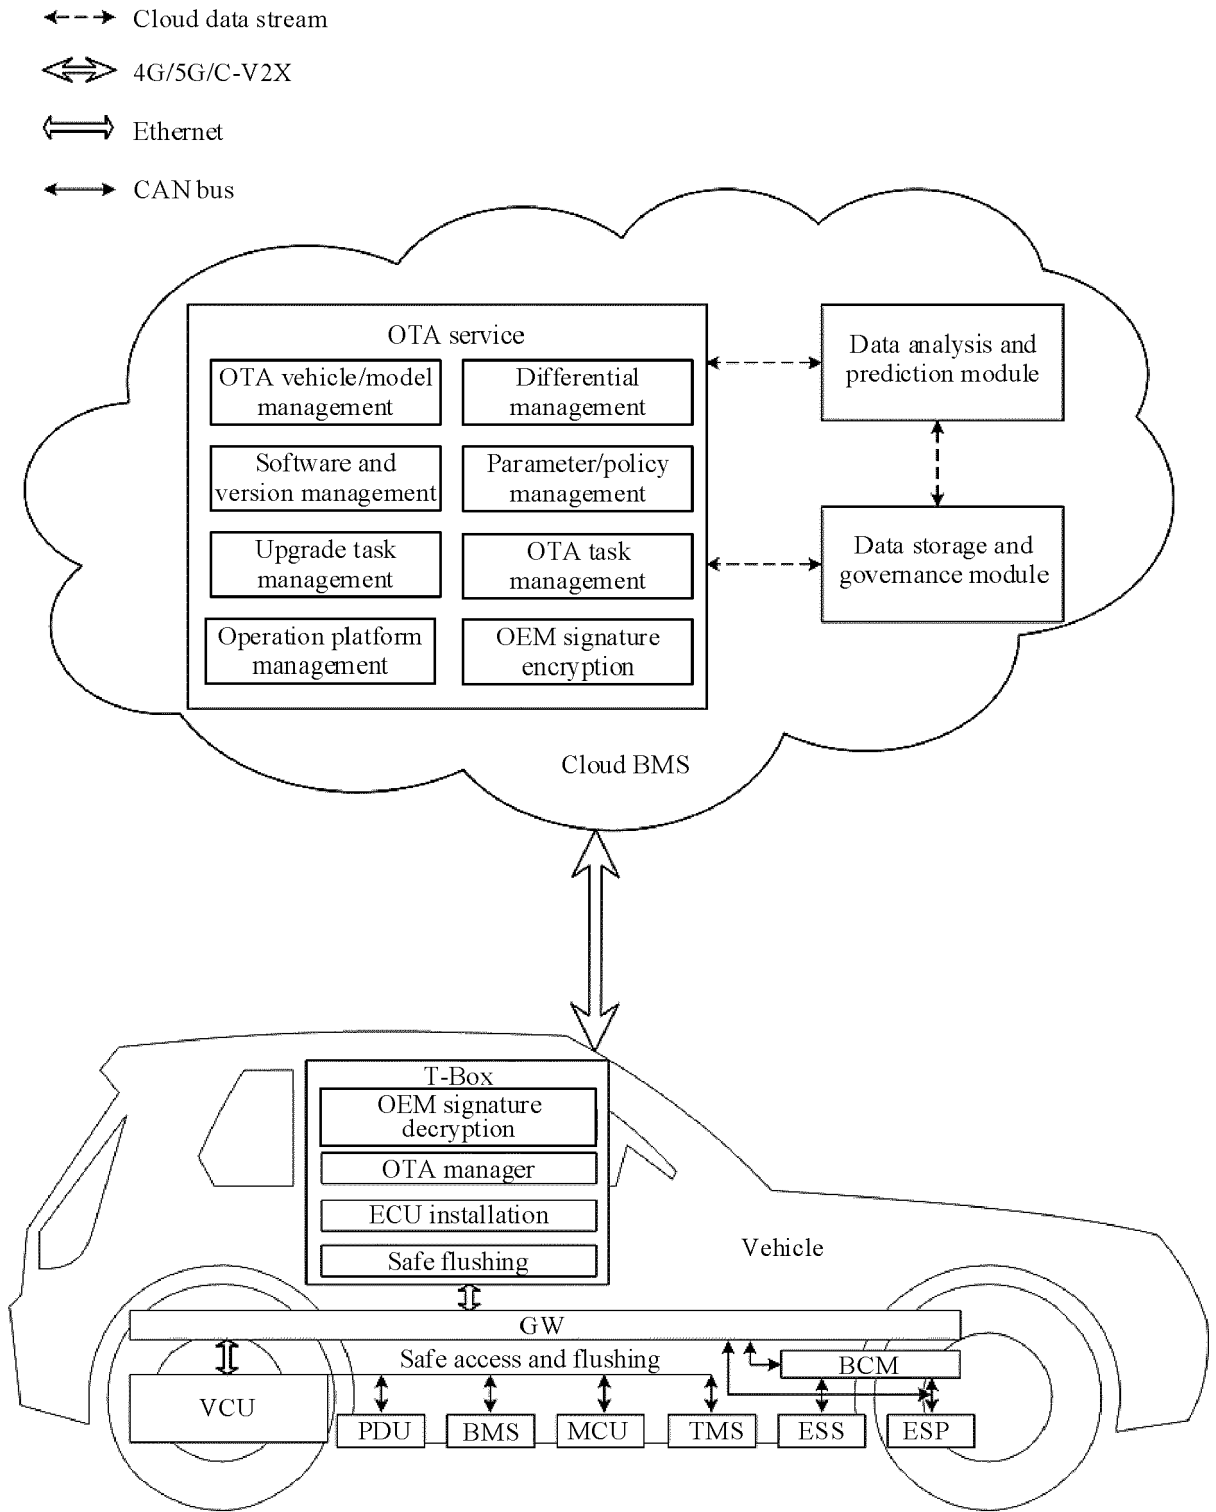 Cloud data stream
4G/5G/C-V2X
Ethernet
CAN bus
OTA service
OTA vehicle/model
management
Differential
management
Software and
version management
Parameter/policy
management
Upgrade task
management
OTA task
management
Operation platform
management
OEM signature
encryption
Data analysis and
prediction module
Data storage and
governance module
Cloud BMS
T-Box
OEM signature
decryption
OTA manager
ECU installation
Safe flushing
Vehicle
GW
Safe access and flushing
BCM
VCU
PDU
BMS
MCU
TMS
ESS
ESP